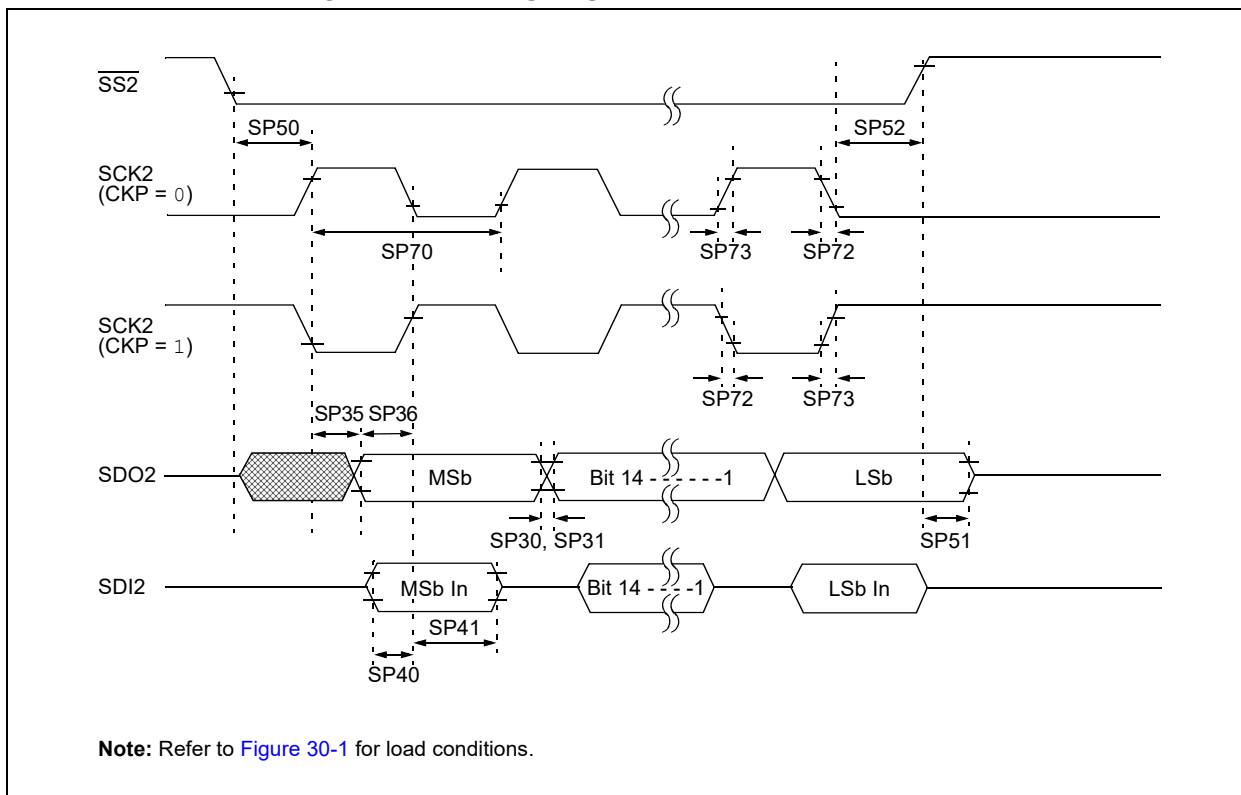 SS2
SP50
SP52
SCK2
(CKP = 0)
SP70
SP73
SP72
SCK2
(CKP = 1)
SP72
SP73
SP35 SP36
SDO2
MSb
Bit 14 - - - - - - -1
LSb
SP30, SP31
SP51
SDI2
MSb In
Bit 14 - - - - -1
LSb In
SP41
SP40
Note: Refer to Figure 30-1 for load conditions.